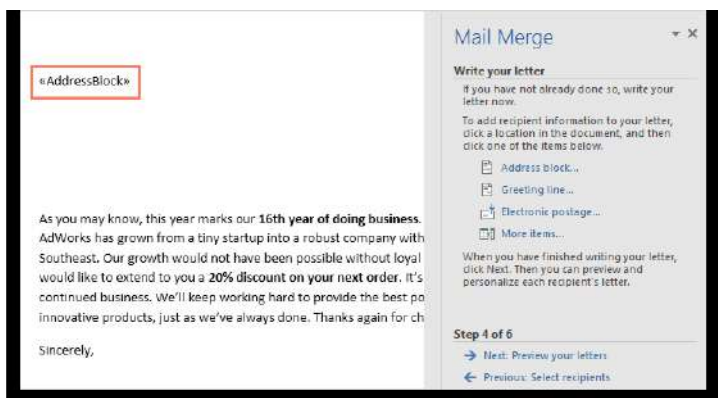 «AddressBlock»
As you may know, this year marks our 16th year of doing business.
AdWorks has grown from a tiny startup into a robust company with
Southeast. Our growth would not have been possible without loyal
would like to extend to you a 20% discount on your next order. It's
continued business. We'll keep working hard to provide the best po
innovative products, just as we've always done. Thanks again for ch
Sincerely,
Mail Merge
Write your letter
If you have not already done so, write your
letter now.
To add recipient information to your letter,
click a location in the document, and then
click one of the items below.
Address block...
Greeting line...
Electronic postage...
More items...
When you have finished writing your letter,
click Next. Then you can preview and
personalize each recipient's letter.
Step 4 of 6
Next: Preview your letters
Previous: Select recipients